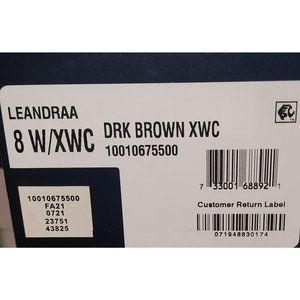 LEANDRAA
8 W/XWC
DRK BROWN XWC
10010675500
7 33001 68892 1
10010675500
FA21
0721
23751
43825
Customer Return Label
071948830174